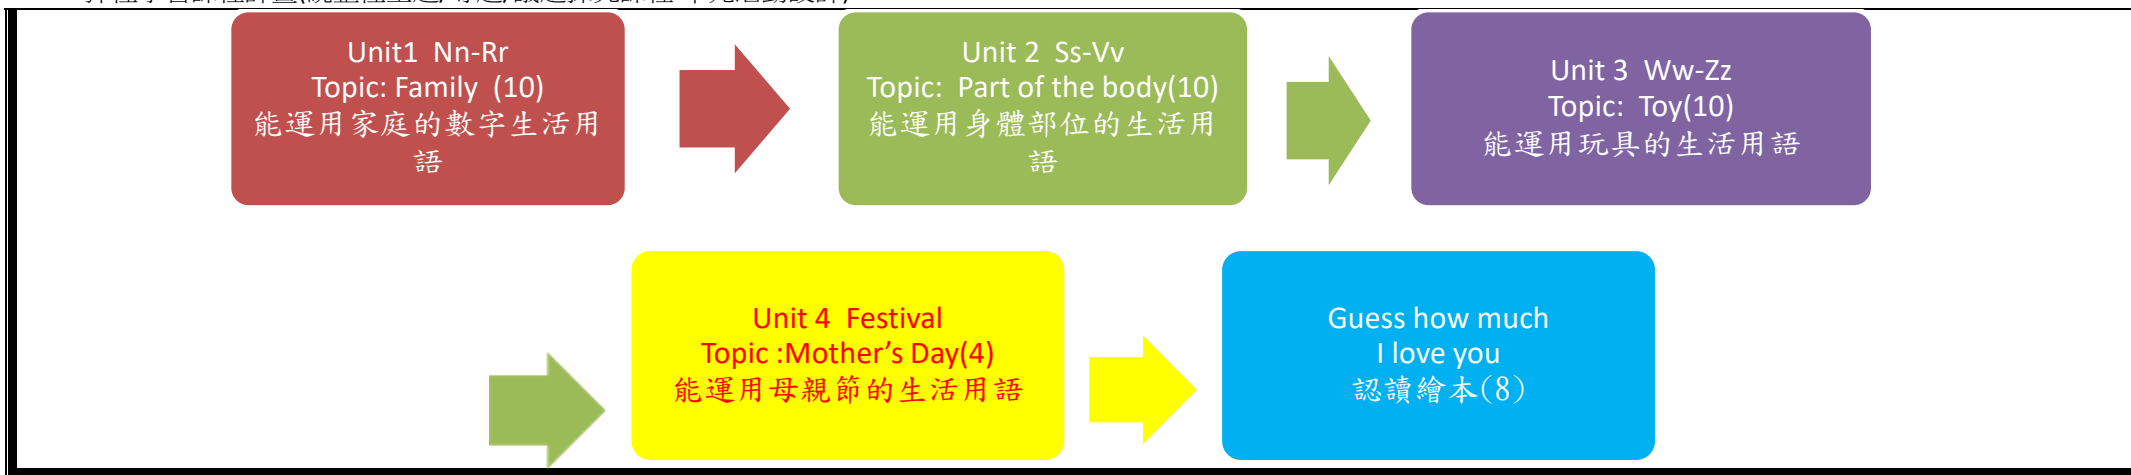 Unit1 Nn-Rr
Topic: Family (10)
能運用家庭的數字生活用
語
Unit 2 Ss-Vv
Topic: Part of the body(10)
能運用身體部位的生活用
語
Unit 3 Ww-Zz
Topic: Toy(10)
能運用玩具的生活用語
Unit 4 Festival
Topic :Mother’s Day(4)
能運用母親節的生活用語
Guess how much
I love you
認讀繪本(8)